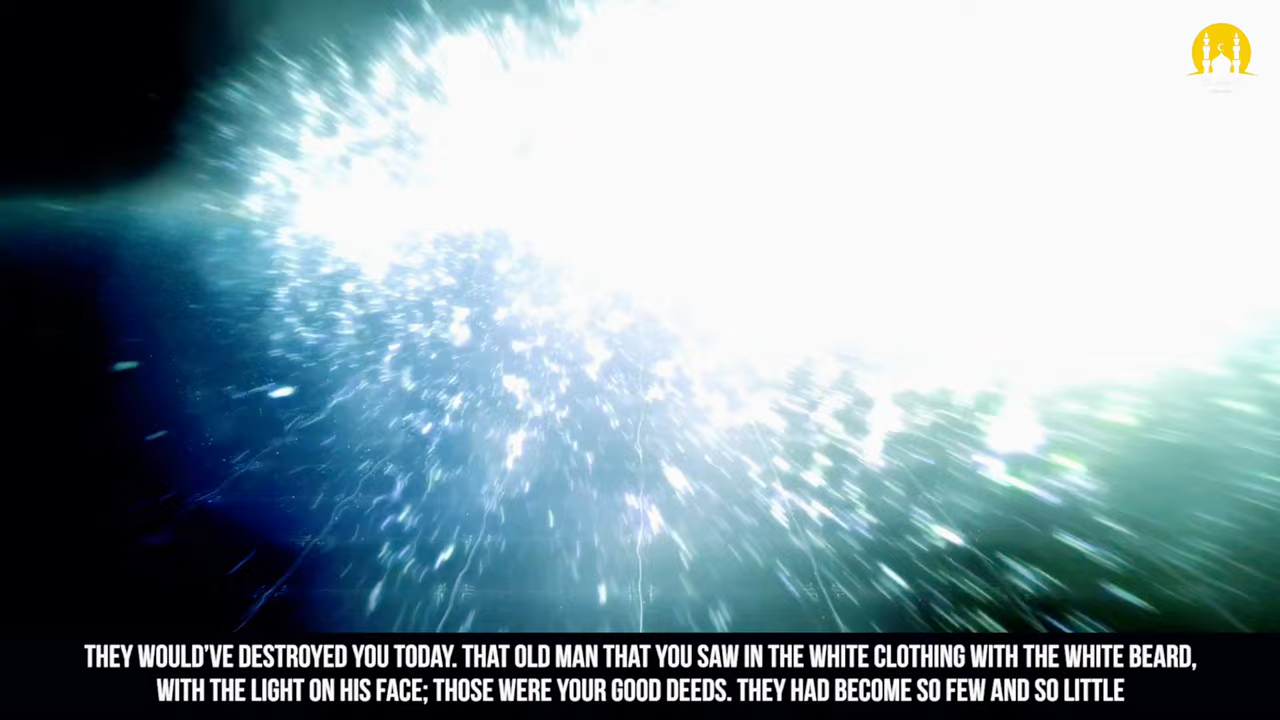 THEY WOULD'VE DESTROYED YOU TODAY. THAT OLD MAN THAT YOU SAW IN THE WHITE CLOTHING WITH THE WHITE BEARD,
WITH THE LIGHT ON HIS FACE; THOSE WERE YOUR GOOD DEEDS. THEY HAD BECOME SO FEW AND SO LITTLE